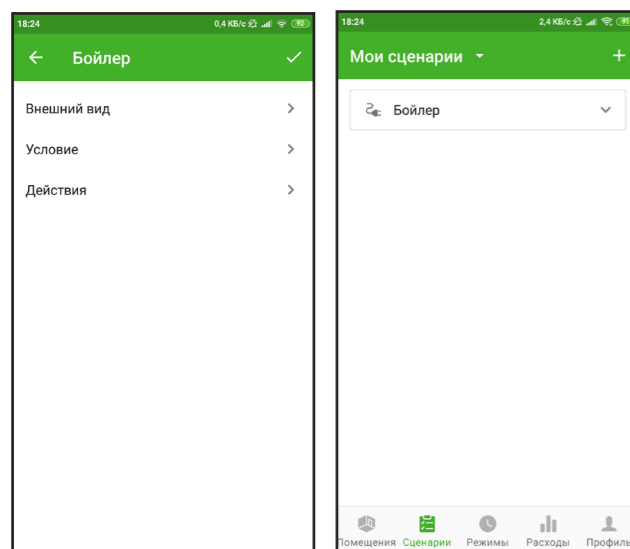 18:24 0,4 КБ/с 92
Бойлер
Внешний вид
Условие
Действия
18:24 2,4 КБ/с 91
Мои сценарии
Бойлер
Помещения Сценарии Режимы Расходы Профиль